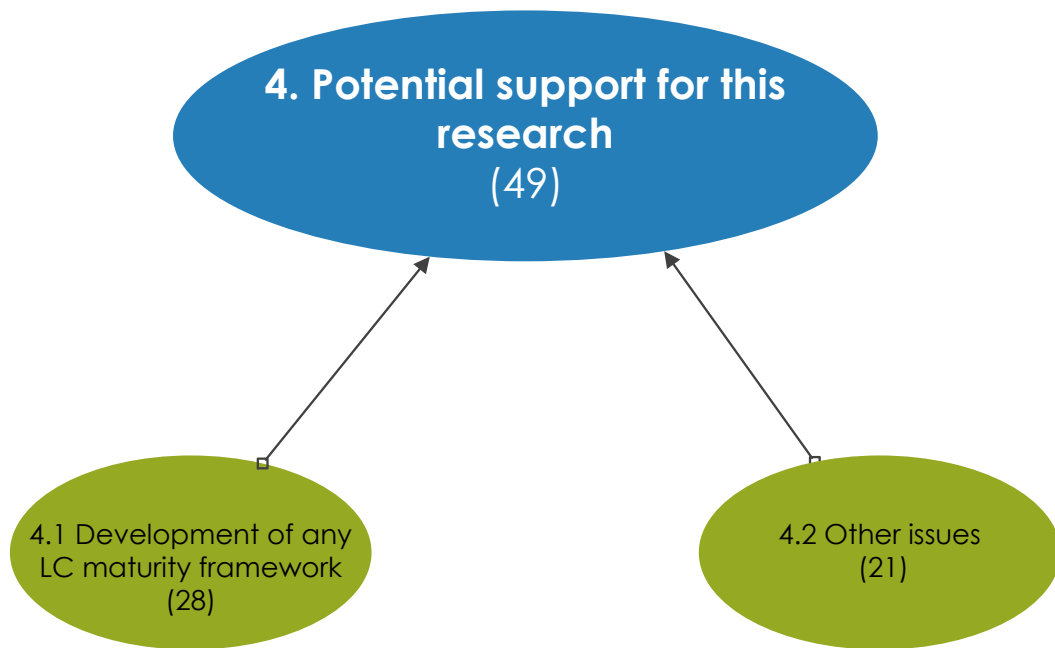 4. Potential support for this
research
(49)
4.1 Development of any
LC maturity framework
(28)
4.2 Other issues
(21)